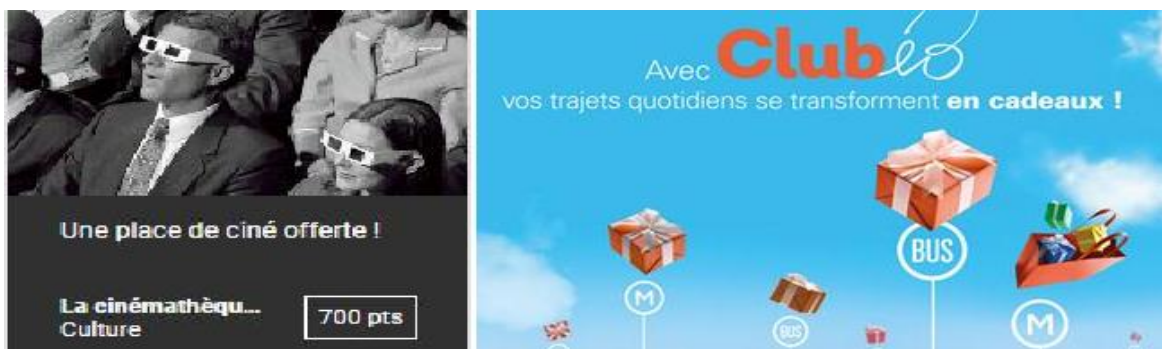 Une place de ciné offerte !
La cinémathèqu...
Culture
700 pts
Avec Clubéo
vos trajets quotidiens se transforment en cadeaux !
BUS
M
BUS
M